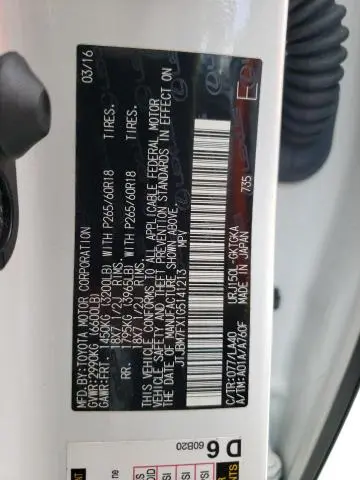 MFD.BY:TOYOTA MOTOR CORPORATION 03/16
GVWR:2990KG (6600LB)
GAWR:FRT. 1450KG (3200LB) WITH P265/60R18 TIRES.
18X7 1/2J RIMS.
RR. 1795KG (3960LB) WITH P265/60R18 TIRES.
18X7 1/2J RIMS.
THIS VEHICLE CONFORMS TO ALL APPLICABLE FEDERAL MOTOR
VEHICLE SAFETY AND THEFT PREVENTION STANDARDS IN EFFECT ON
THE DATE OF MANUFACTURE SHOWN ABOVE.
JTJBM7FX1G5141213 MPV
735
C/TR:077/LA40 URJ150L-GKTGKA
A/TM:A01A/A760F MADE IN JAPAN
D6
60B20